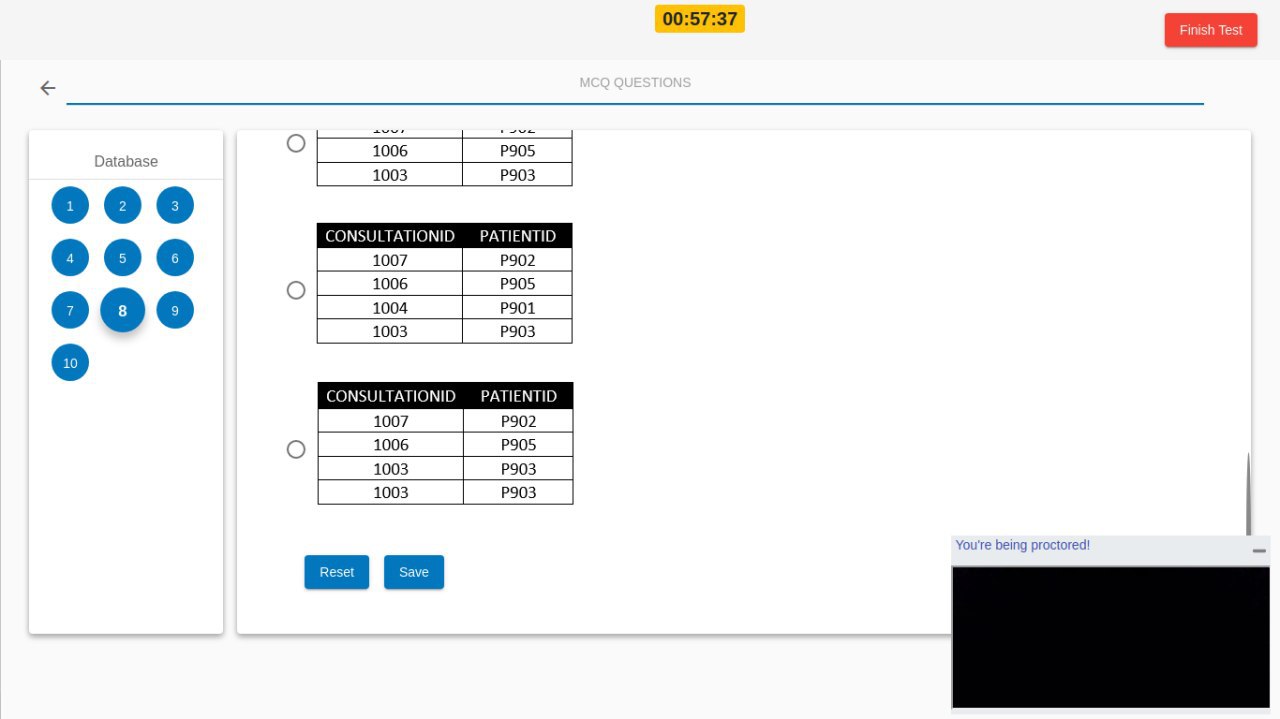 00:57:37
Finish Test
MCQ QUESTIONS
Database
1 2 3
4 5 6
7 8 9
10
1006 P905
1003 P903
CONSULTATIONID PATIENTID
1007 P902
1006 P905
1004 P901
1003 P903
CONSULTATIONID PATIENTID
1007 P902
1006 P905
1003 P903
1003 P903
Reset Save
You're being proctored!